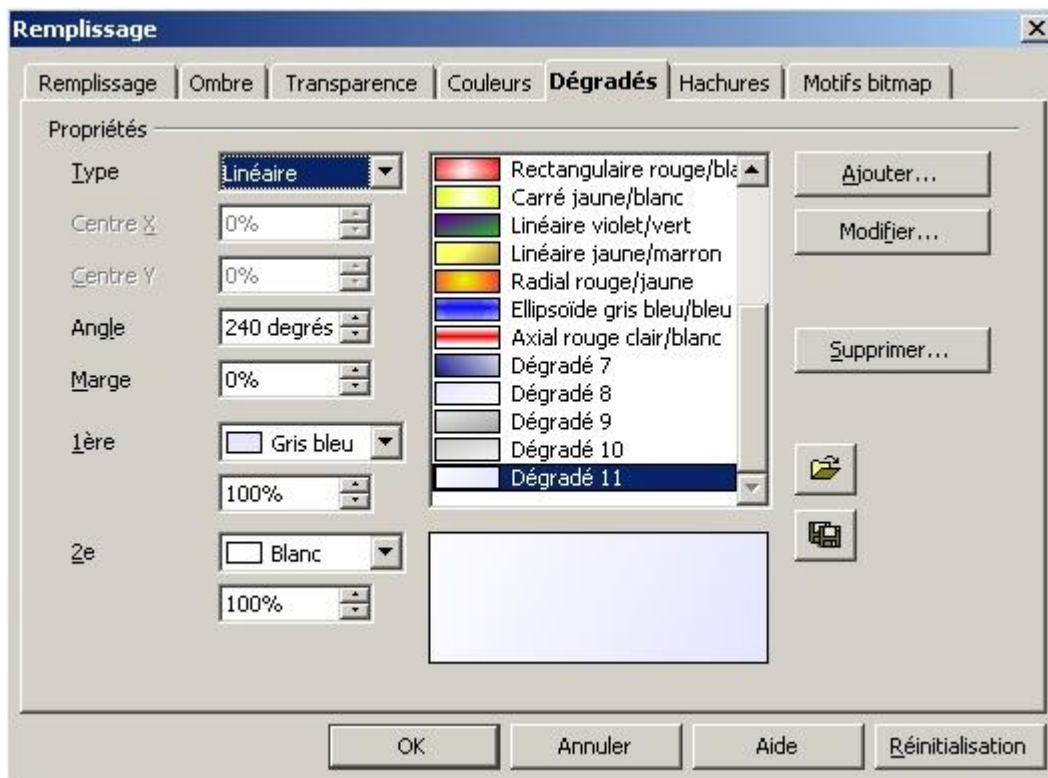 Remplissage
Remplissage Ombre Transparence Couleurs Dégradés Hachures Motifs bitmap
Propriétés
Type Linéaire
Centre X 0%
Centre Y 0%
Angle 240 degrés
Marge 0%
1ère Gris bleu
100%
2e Blanc
100%
Rectangulaire rouge/bla
Carré jaune/blanc
Linéaire violet/vert
Linéaire jaune/marron
Radial rouge/jaune
Ellipsoïde gris bleu/bleu
Axial rouge clair/blanc
Dégradé 7
Dégradé 8
Dégradé 9
Dégradé 10
Dégradé 11
Ajouter...
Modifier...
Supprimer...
OK Annuler Aide Réinitialisation